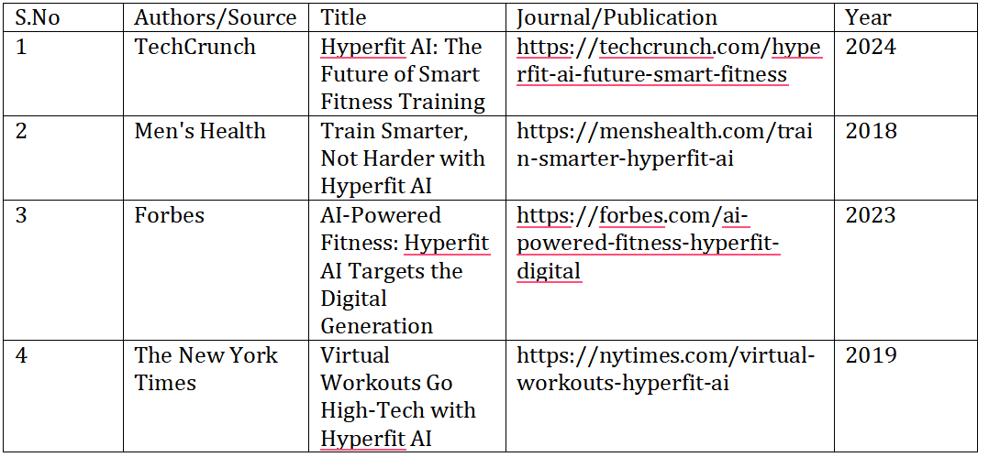 S.No Authors/Source Title Journal/Publication Year
1 TechCrunch Hyperfit AI: The https://techcrunch.com/hype 2024
Future of Smart rfit-ai-future-smart-fitness
Fitness Training
2 Men's Health Train Smarter, https://menshealth.com/trai 2018
Not Harder with n-smarter-hyperfit-ai
Hyperfit AI
3 Forbes AI-Powered https://forbes.com/ai- 2023
Fitness: Hyperfit powered-fitness-hyperfit-
AI Targets the digital
Digital
Generation
4 The New York Virtual https://nytimes.com/virtual- 2019
Times Workouts Go workouts-hyperfit-ai
High-Tech with
Hyperfit AI